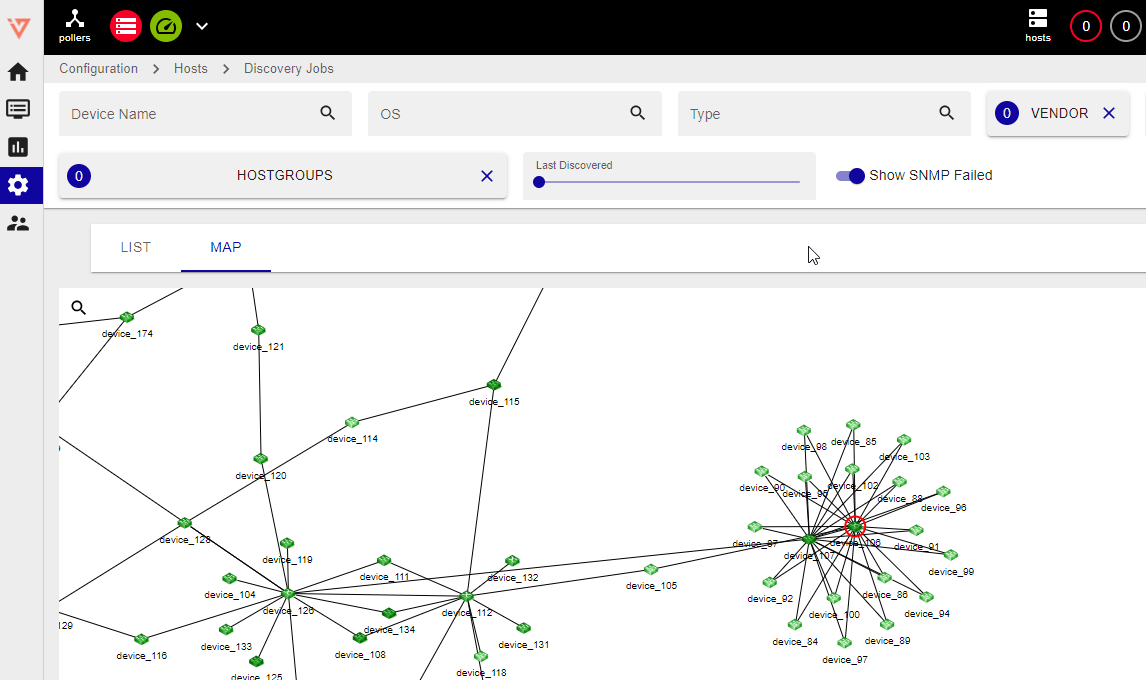 pollers
hosts
0
0
Configuration
Hosts
Discovery Jobs
Device Name
OS
Type
0
VENDOR
0
HOSTGROUPS
Last Discovered
Show SNMP Failed
LIST
MAP
device_174
device_121
device_115
device_114
device_120
device_128
device_119
device_111
device_132
device_104
device_126
device_112
device_105
129
device_134
device_133
device_131
device_116
device_108
device_118
device_125
device_98
device_85
device_103
device_90
device_95
device_102
device_88
device_96
device_87
device_106
device_107
device_91
device_99
device_92
device_86
device_100
device_94
device_84
device_89
device_97